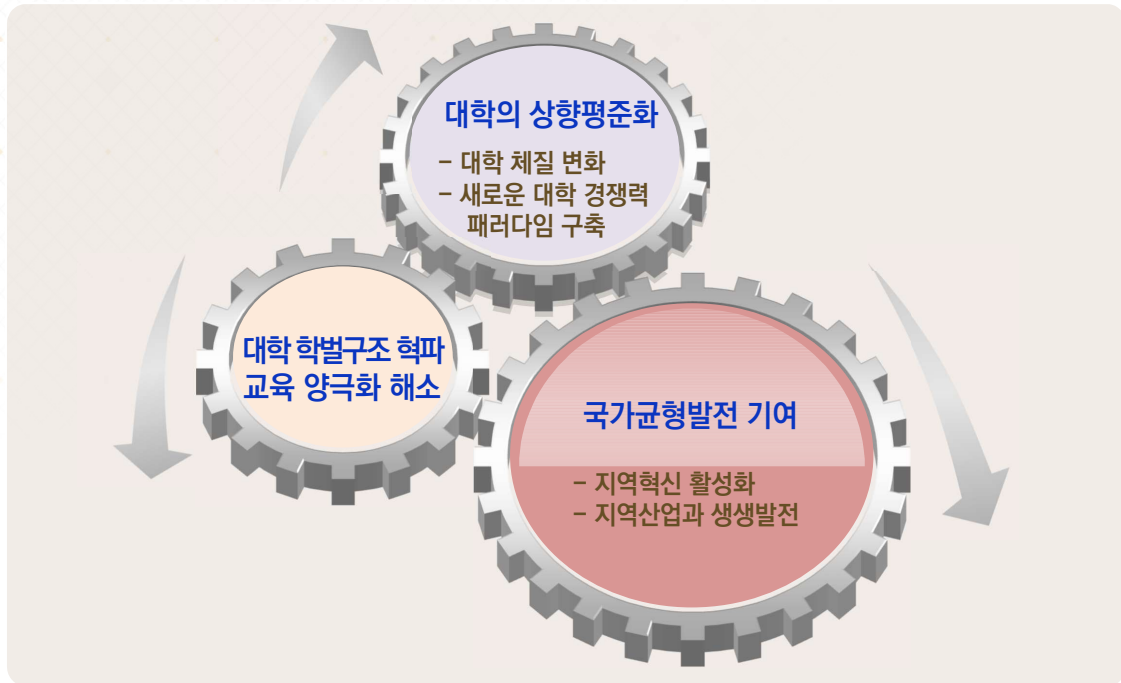 대학의 상향평준화
- 대학 체질 변화
- 새로운 대학 경쟁력
패러다임 구축
대학 학벌구조 혁파
교육 양극화 해소
국가균형발전 기여
- 지역혁신 활성화
- 지역산업과 생생발전